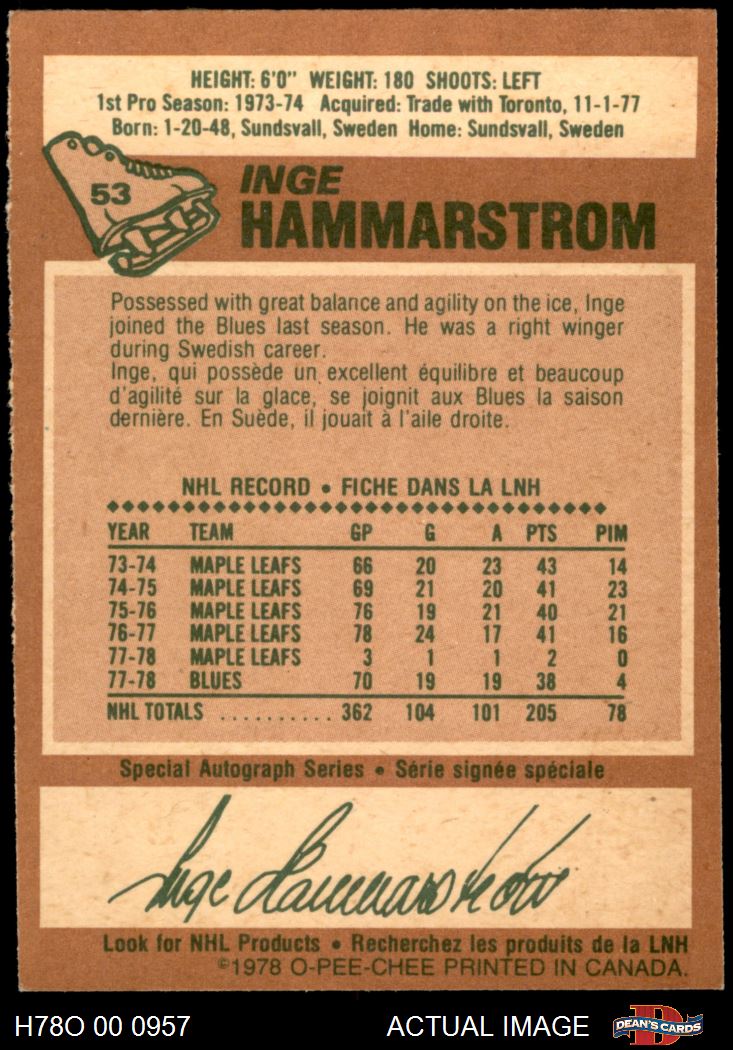 HEIGHT: 6'0" WEIGHT: 180 SHOOTS: LEFT
1st Pro Season: 1973-74 Acquired: Trade with Toronto, 11-1-77
Born: 1-20-48, Sundsvall, Sweden Home: Sundsvall, Sweden
53
INGE
HAMMARSTROM
Possessed with great balance and agility on the ice, Inge
joined the Blues last season. He was a right winger
during Swedish career.
Inge, qui possède un excellent équilibre et beaucoup
d'agilité sur la glace, se joignit aux Blues la saison
dernière. En Suède, il jouait à l'aile droite.
NHL RECORD • FICHE DANS LA LNH
YEAR TEAM GP G A PTS PIM
73-74 MAPLE LEAFS 66 20 23 43 14
74-75 MAPLE LEAFS 69 21 20 41 23
75-76 MAPLE LEAFS 76 19 21 40 21
76-77 MAPLE LEAFS 78 24 17 41 16
77-78 MAPLE LEAFS 3 1 1 2 0
77-78 BLUES 70 19 19 38 4
NHL TOTALS .......... 362 104 101 205 78
Special Autograph Series • Série signée spéciale
Inge Hammarström
Look for NHL Products • Recherchez les produits de la LNH
©1978 O-PEE-CHEE PRINTED IN CANADA.
H78O 00 0957 ACTUAL IMAGE D DEAN'S CARDS